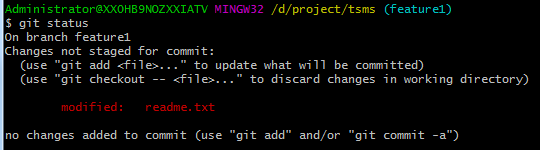 Administrator@XXOHB9NOZXXIATV MINGW32 /d/project/tsms (feature1)
$ git status
On branch feature1
Changes not staged for commit:
  (use "git add <file>..." to update what will be committed)
  (use "git checkout -- <file>..." to discard changes in working directory)

        modified:   readme.txt

no changes added to commit (use "git add" and/or "git commit -a")